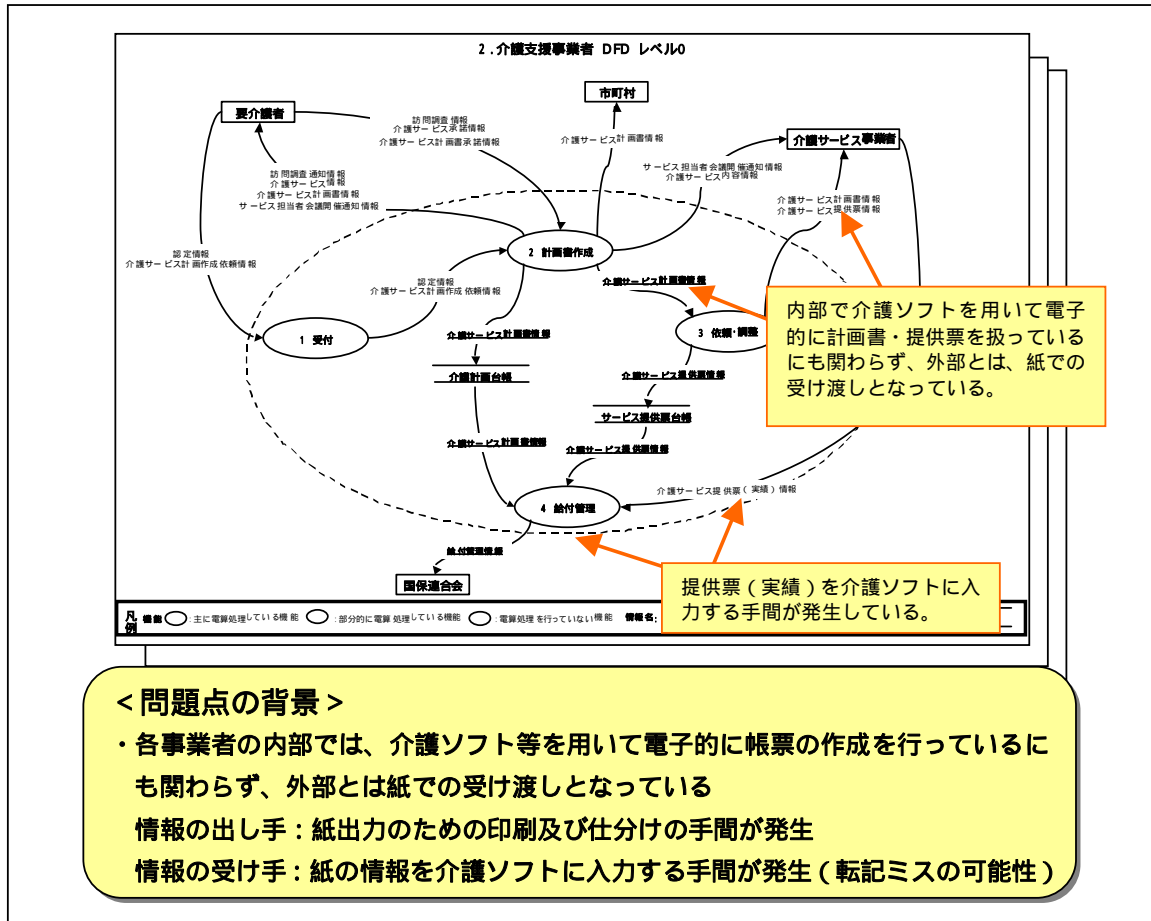 2.介護支援事業者 DFD レベル0
市町村
要介護者
訪問調査情報
介護サービス承諾情報
介護サービス計画書承諾情報
介護サービス計画書情報
介護サービス事業者
サービス担当者会議開催通知情報
介護サービス内容情報
訪問調査通知情報
介護サービス情報
介護サービス計画書情報
サービス担当者会議開催通知情報
介護サービス計画書情報
介護サービス提供票情報
2 計画書作成
認定情報
介護サービス計画作成依頼情報
認定情報
介護サービス計画作成依頼情報
介護サービス計画書情報
内部で介護ソフトを用いて電子
的に計画書・提供票を扱っている
にも関わらず、外部とは、紙での
受け渡しとなっている。
1 受付
3 依頼・調整
介護サービス計画書情報
介護計画台帳
介護サービス提供票情報
サービス提供票台帳
介護サービス計画書情報
介護サービス提供票情報
介護サービス提供票(実績)情報
4 給付管理
給付管理情報
国保連合会
提供票(実績)を介護ソフトに入
力する手間が発生している。
凡例 機能 :主に電算処理している機能 :部分的に電算処理している機能 :電算処理を行っていない機能 情報名:
<問題点の背景>
・各事業者の内部では、介護ソフト等を用いて電子的に帳票の作成を行っているに
も関わらず、外部とは紙での受け渡しとなっている
情報の出し手:紙出力のための印刷及び仕分けの手間が発生
情報の受け手:紙の情報を介護ソフトに入力する手間が発生(転記ミスの可能性)